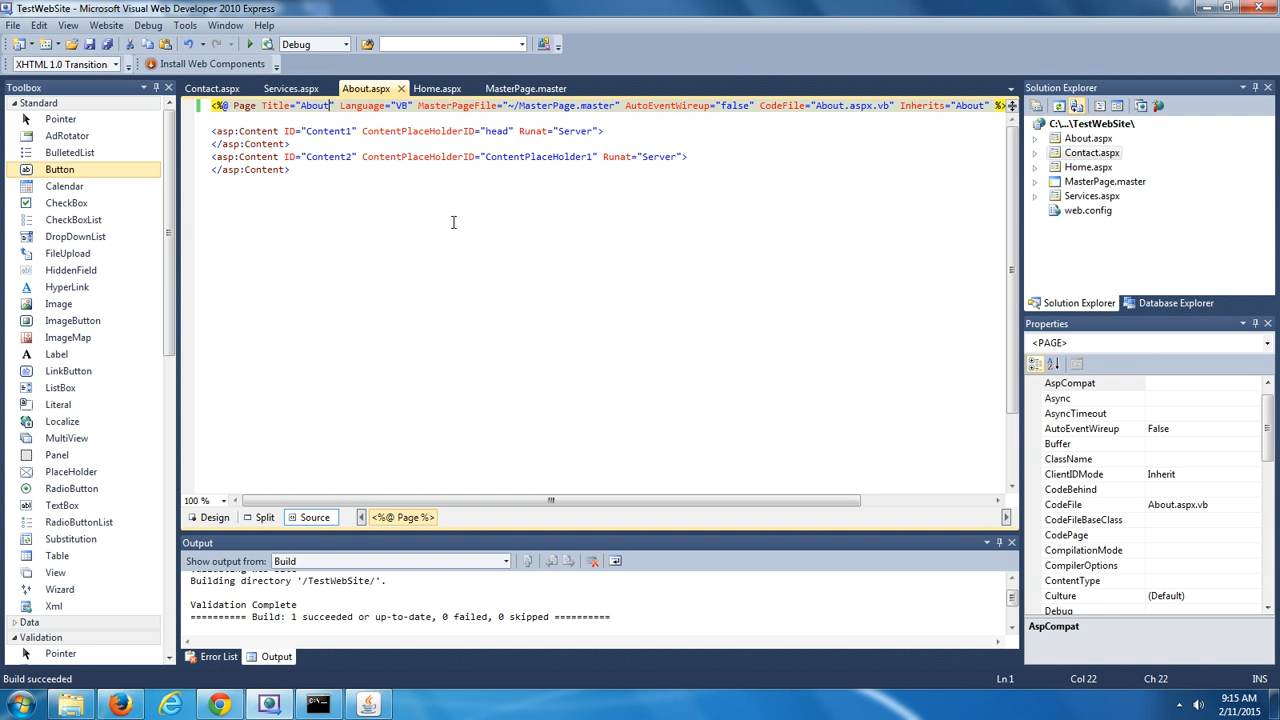 TestWebSite - Microsoft Visual Web Developer 2010 Express
File Edit View Website Debug Tools Window Help
Debug
XHTML 1.0 Transition Install Web Components
Toolbox
Standard
Pointer
AdRotator
BulletedList
Button
Calendar
CheckBox
CheckBoxList
DropDownList
FileUpload
HiddenField
HyperLink
Image
ImageButton
ImageMap
Label
LinkButton
ListBox
Literal
Localize
MultiView
Panel
PlaceHolder
RadioButton
TextBox
RadioButtonList
Substitution
Table
View
Wizard
Xml
Data
Validation
Pointer
Contact.aspx Services.aspx About.aspx Home.aspx MasterPage.master
<%@ Page Title="About" Language="VB" MasterPageFile="~/MasterPage.master" AutoEventWireup="false" CodeFile="About.aspx.vb" Inherits="About" %>
<asp:Content ID="Content1" ContentPlaceHolderID="head" Runat="Server">
</asp:Content>
<asp:Content ID="Content2" ContentPlaceHolderID="ContentPlaceHolder1" Runat="Server">
</asp:Content>
100 %
Design Split Source <%@ Page %>
Output
Show output from: Build
Building directory '/TestWebSite/'.
Validation Complete
========== Build: 1 succeeded or up-to-date, 0 failed, 0 skipped ==========
Error List Output
Solution Explorer
C:\...\TestWebSite\
About.aspx
Contact.aspx
Home.aspx
MasterPage.master
Services.aspx
web.config
Solution Explorer Database Explorer
Properties
<PAGE>
AspCompat
Async
AsyncTimeout
AutoEventWireup False
Buffer
ClassName
ClientIDMode Inherit
CodeBehind
CodeFile About.aspx.vb
CodeFileBaseClass
CodePage
CompilationMode
CompilerOptions
ContentType
Culture (Default)
Debug
AspCompat
Build succeeded Ln 1 Col 22 Ch 22 INS
9:15 AM
2/11/2015